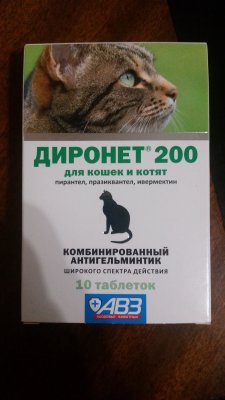 ДИРОНЕТ® 200
для кошек и котят
пирантел, празиквантел, ивермектин
КОМБИНИРОВАННЫЙ
АНТИГЕЛЬМИНТИК
ШИРОКОГО СПЕКТРА ДЕЙСТВИЯ
10 таблеток
АВЗ